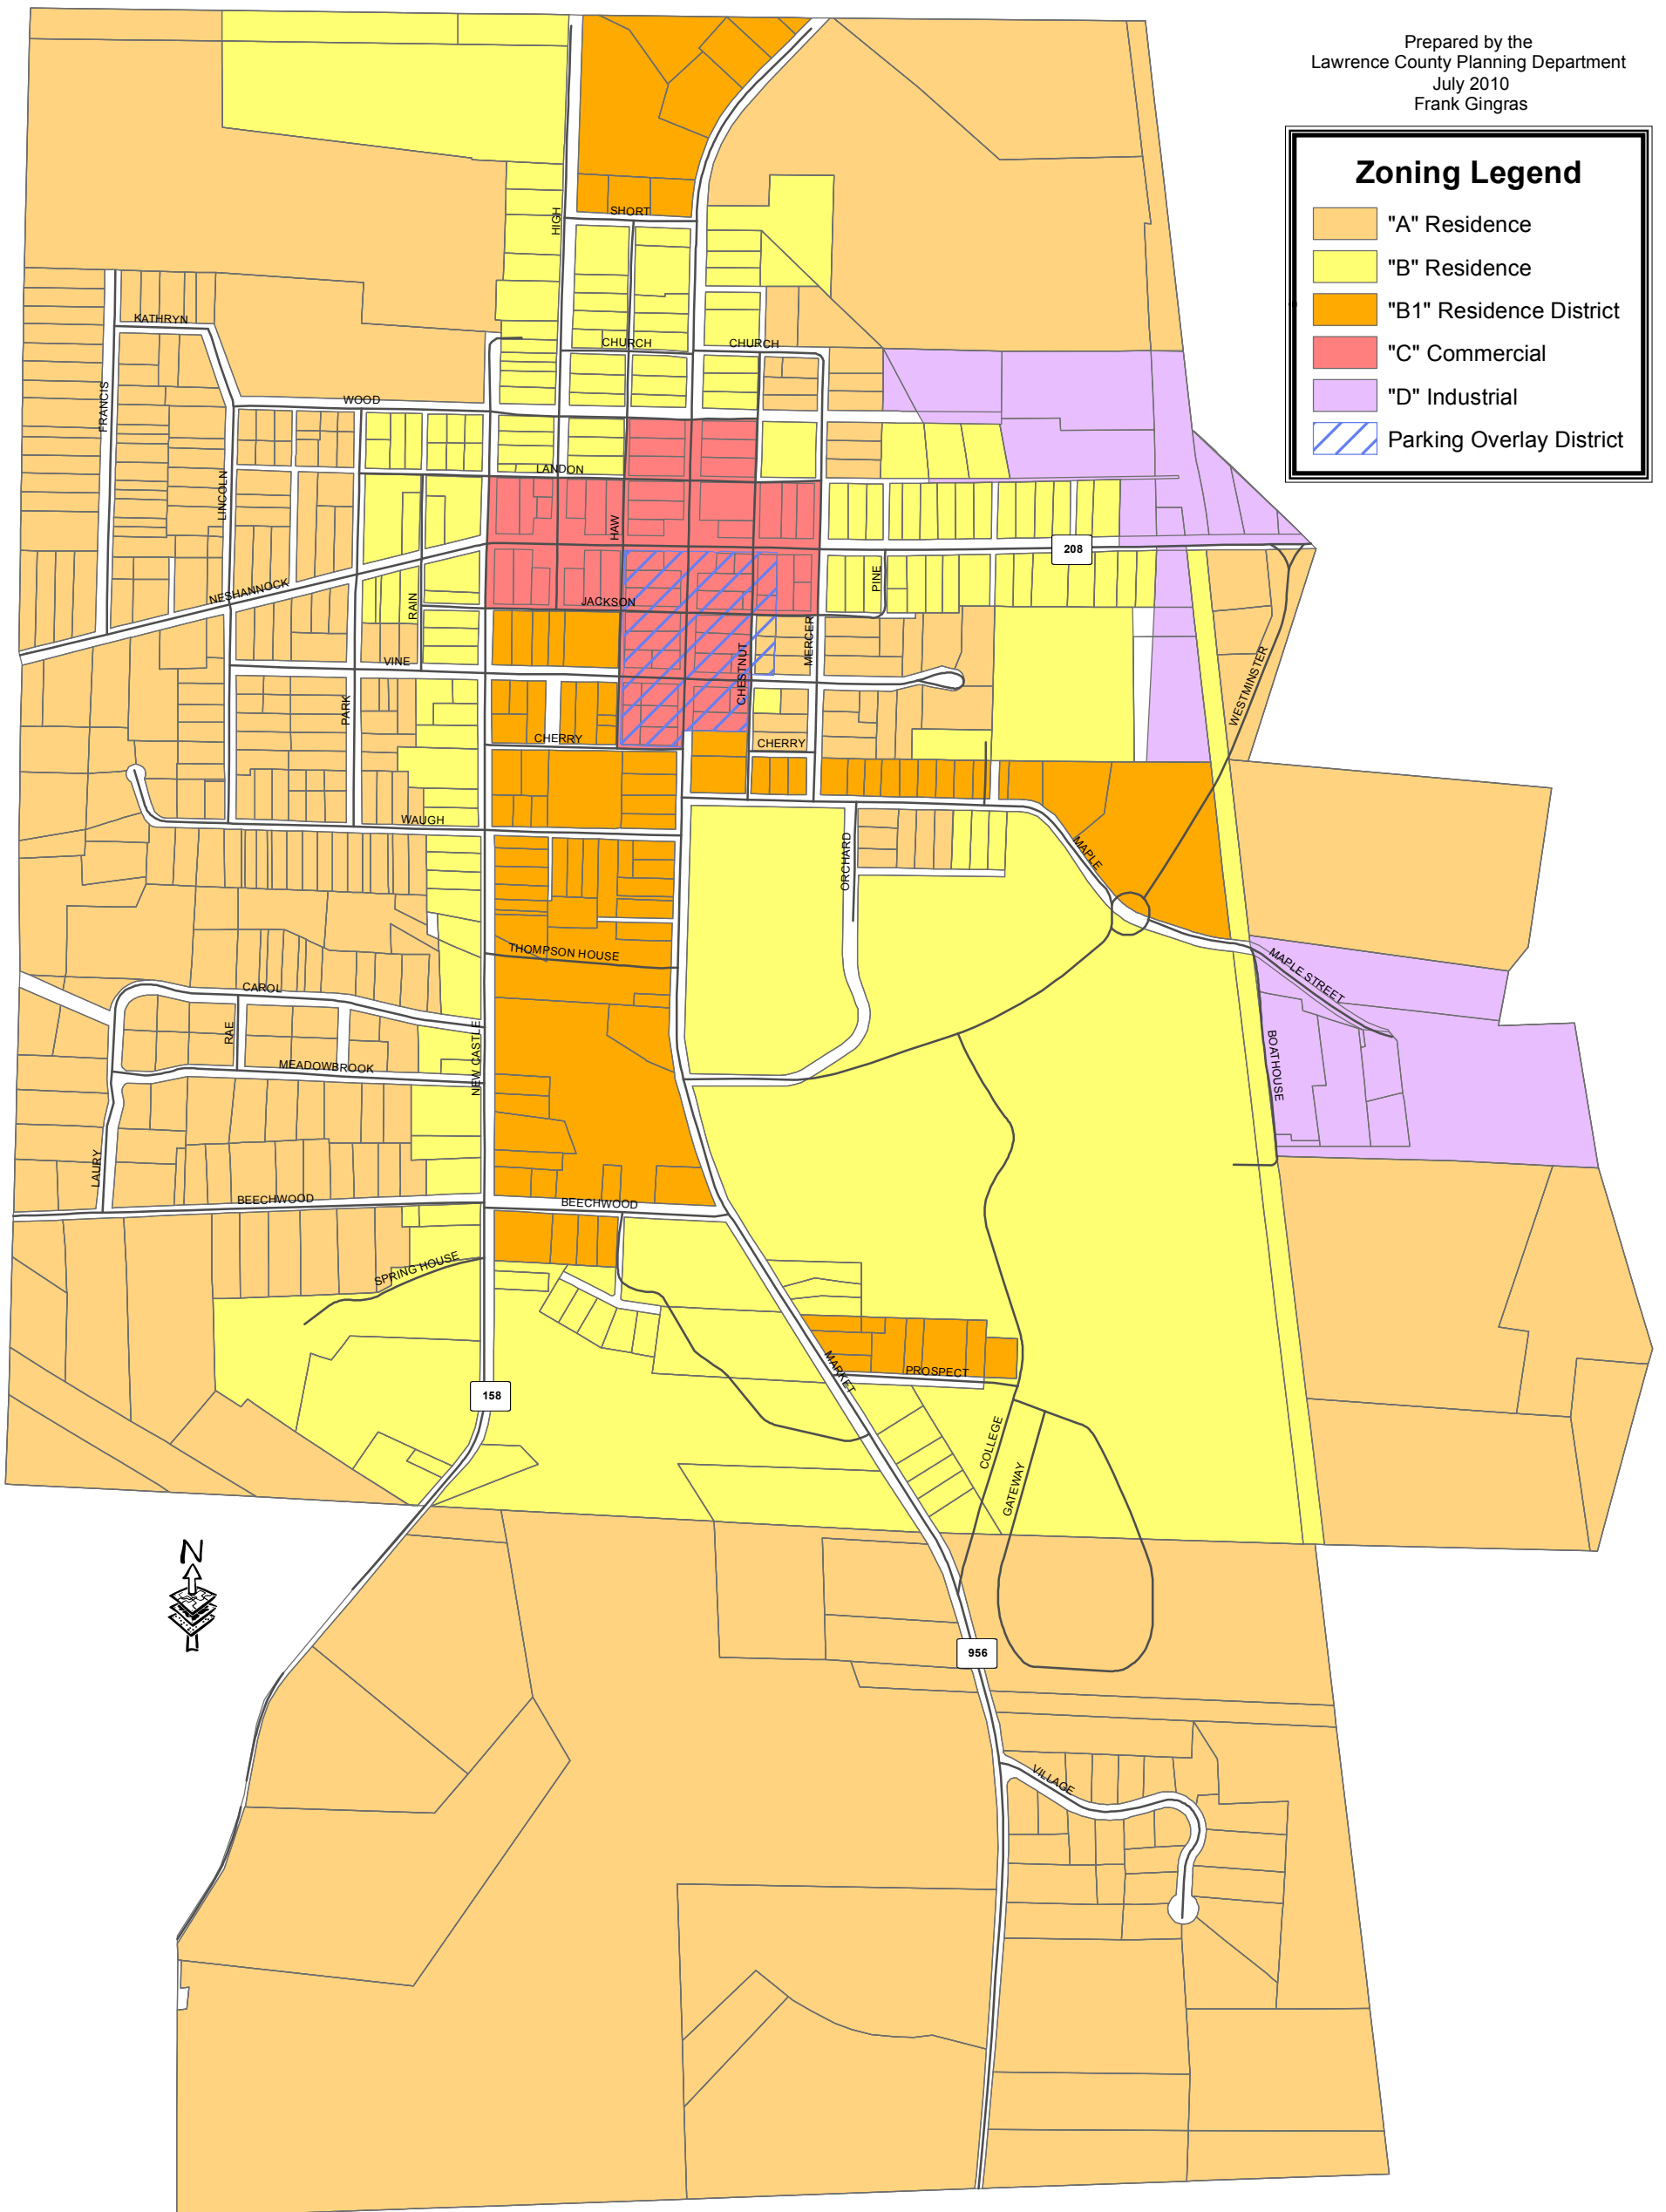 Prepared by the
Lawrence County Planning Department
July 2010
Frank Gingras
Zoning Legend
"A" Residence
"B" Residence
"B1" Residence District
"C" Commercial
"D" Industrial
Parking Overlay District
SHORT
HIGH
KATHRYN
CHURCH
CHURCH
FRANCIS
WOOD
LANDON
LINCOLN
HAW
208
NESHANNOCK
RAIN
JACKSON
PINE
MERCER
VINE
CHESTNUT
WESTMINSTER
PARK
CHERRY
CHERRY
WAUGH
MAPLE
ORCHARD
THOMPSON HOUSE
MAPLE STREET
CAROL
RAE
NEW CASTLE
BOATHOUSE
MEADOWBROOK
LAURY
BEECHWOOD
BEECHWOOD
SPRING HOUSE
MARKET
PROSPECT
158
COLLEGE
GATEWAY
N
956
VILLAGE